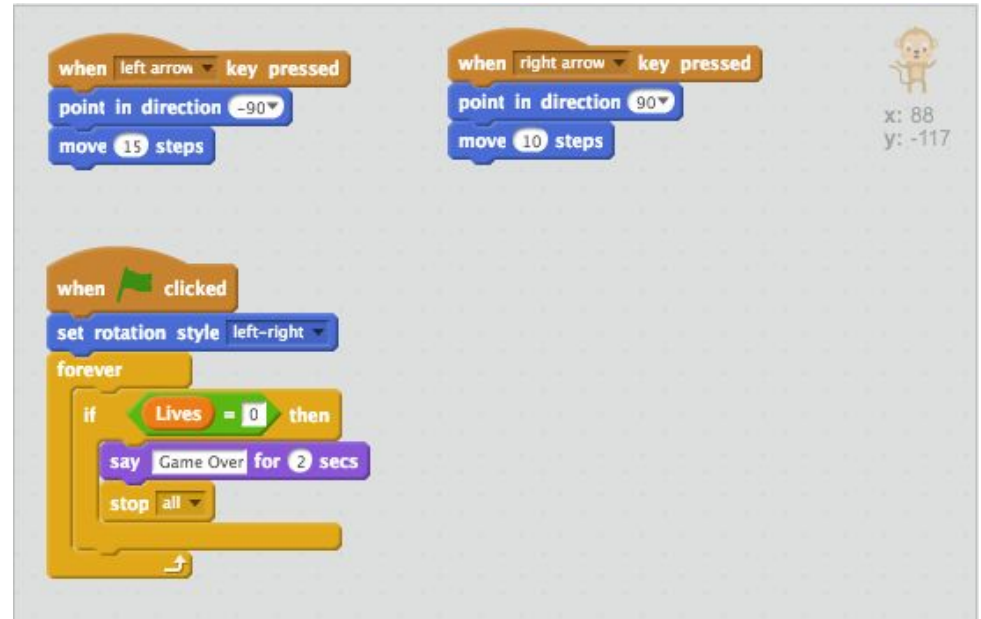 when left arrow key pressed
point in direction -90
move 15 steps
when right arrow key pressed
point in direction 90
move 10 steps
x: 88
y: -117
when clicked
set rotation style left-right
forever
if Lives = 0 then
say Game Over for 2 secs
stop all